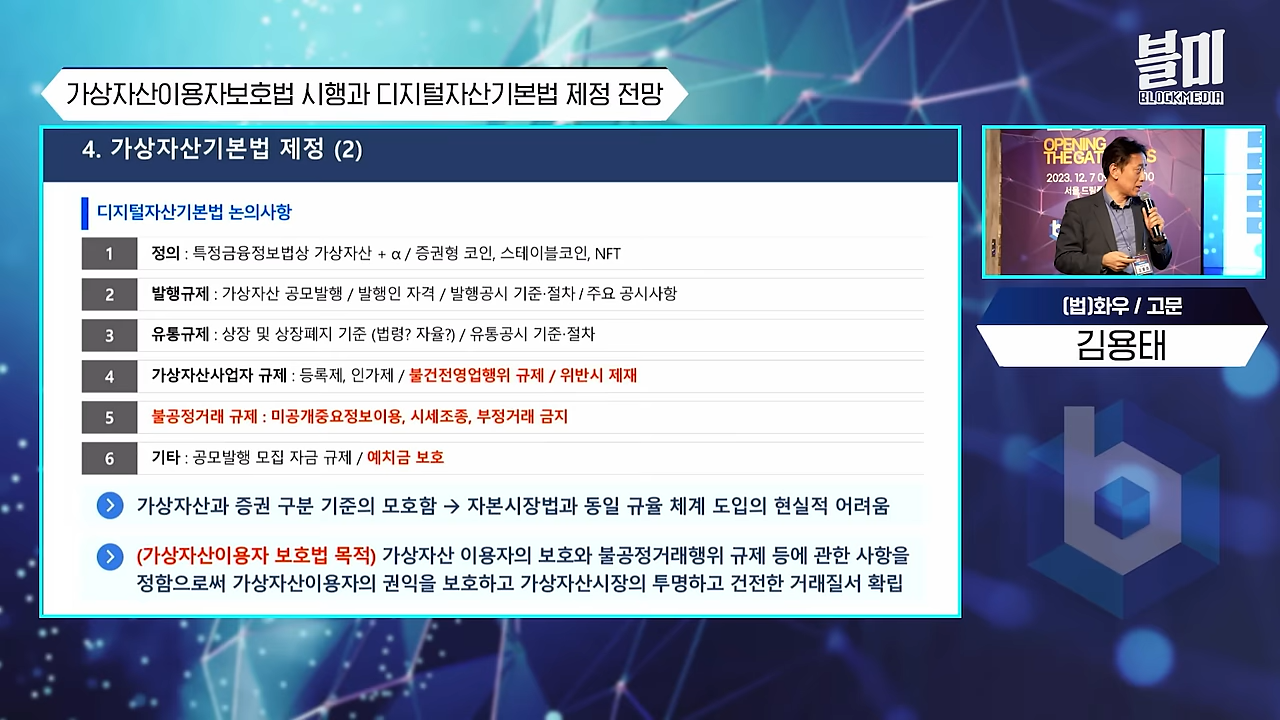 블미
BLOCKMEDIA
가상자산이용자보호법 시행과 디지털자산기본법 제정 전망
4. 가상자산기본법 제정 (2)
디지털자산기본법 논의사항
1 정의 : 특정금융정보법상 가상자산 + α / 증권형 코인, 스테이블코인, NFT
2 발행규제 : 가상자산 공모발행 / 발행인 자격 / 발행공시 기준·절차 / 주요 공시사항
3 유통규제 : 상장 및 상장폐지 기준 (법령? 자율?) / 유통공시 기준·절차
4 가상자산사업자 규제 : 등록제, 인가제 / 불건전영업행위 규제 / 위반시 제재
5 불공정거래 규제 : 미공개중요정보이용, 시세조종, 부정거래 금지
6 기타 : 공모발행 모집 자금 규제 / 예치금 보호
가상자산과 증권 구분 기준의 모호함 → 자본시장법과 동일 규율 체계 도입의 현실적 어려움
(가상자산이용자 보호법 목적) 가상자산 이용자의 보호와 불공정거래행위 규제 등에 관한 사항을
정함으로써 가상자산이용자의 권익을 보호하고 가상자산시장의 투명하고 건전한 거래질서 확립
OPENING
THE GAT
2023. 12. 7
서울
(법)화우 / 고문
김용태